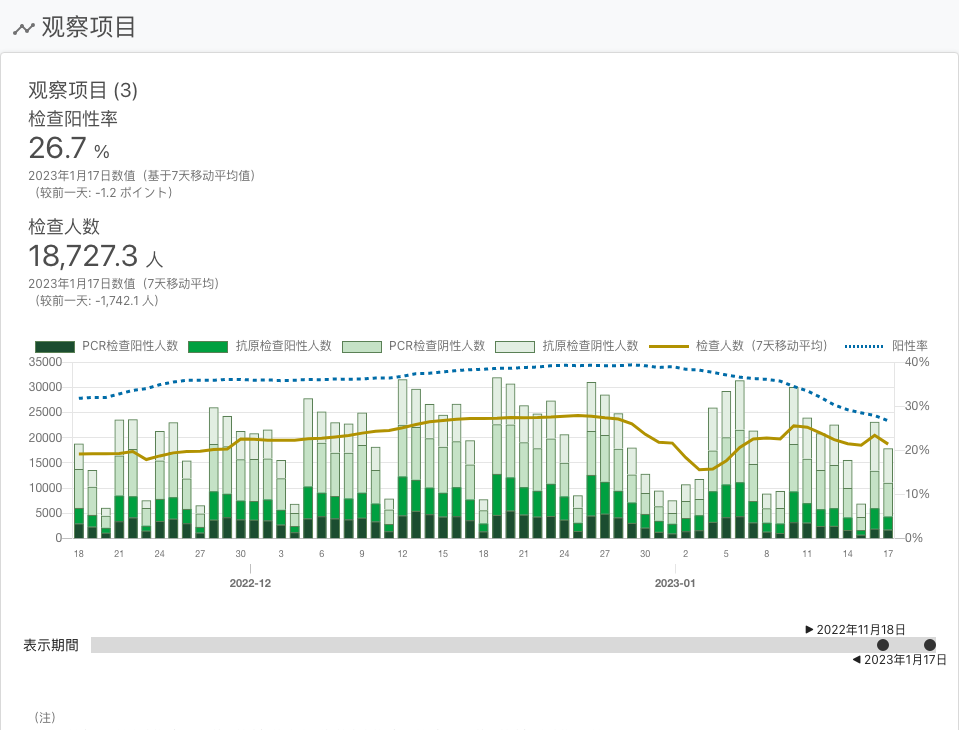 观察项目
观察项目 (3)
检查阳性率
26.7 %
2023年1月17日数值（基于7天移动平均值）
（较前一天: -1.2 ポイント）
检查人数
18,727.3 人
2023年1月17日数值（7天移动平均）
（较前一天: -1,742.1 人）
PCR检查阳性人数 抗原检查阳性人数 PCR检查阴性人数 抗原检查阴性人数 检查人数（7天移动平均） 阳性率
35000 40%
30000
25000 30%
20000 20%
15000
10000 10%
5000
0 0%
18 21 24 27 30 3 6 9 12 15 18 21 24 27 30 2 5 8 11 14 17
2022-12 2023-01
▶ 2022年11月18日
表示期間
◀ 2023年1月17日
（注）